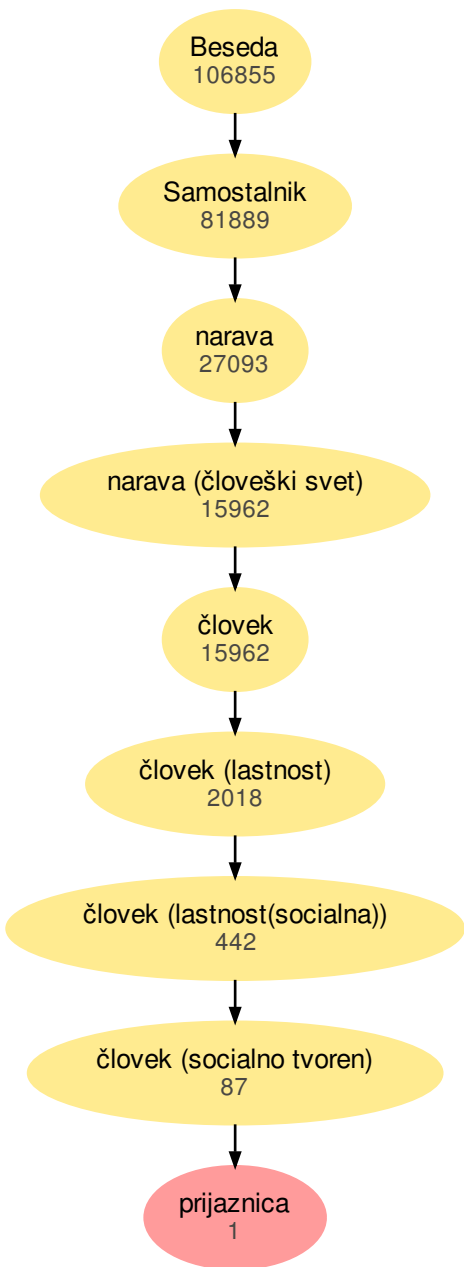 Beseda
106855
Samostalnik
81889
narava
27093
narava (človeški svet)
15962
človek
15962
človek (lastnost)
2018
človek (lastnost(socialna))
442
človek (socialno tvoren)
87
prijaznica
1